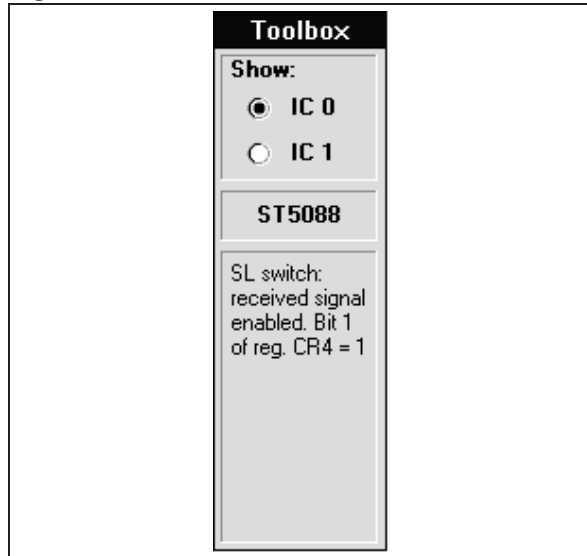 Toolbox
Show:
IC 0
IC 1
ST5088
SL switch:
received signal
enabled. Bit 1
of reg. CR4 = 1